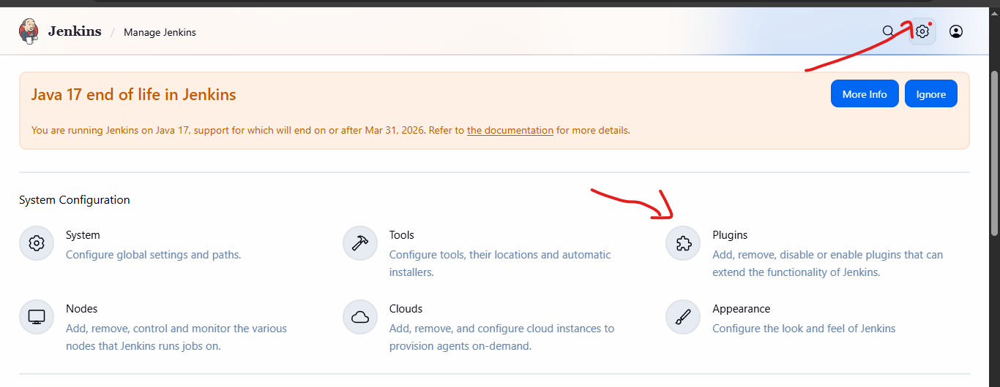 Jenkins / Manage Jenkins
Java 17 end of life in Jenkins
More Info
Ignore
You are running Jenkins on Java 17, support for which will end on or after Mar 31, 2026. Refer to the documentation for more details.
System Configuration
System
Configure global settings and paths.
Tools
Configure tools, their locations and automatic
installers.
Plugins
Add, remove, disable or enable plugins that can
extend the functionality of Jenkins.
Nodes
Add, remove, control and monitor the various
nodes that Jenkins runs jobs on.
Clouds
Add, remove, and configure cloud instances to
provision agents on-demand.
Appearance
Configure the look and feel of Jenkins